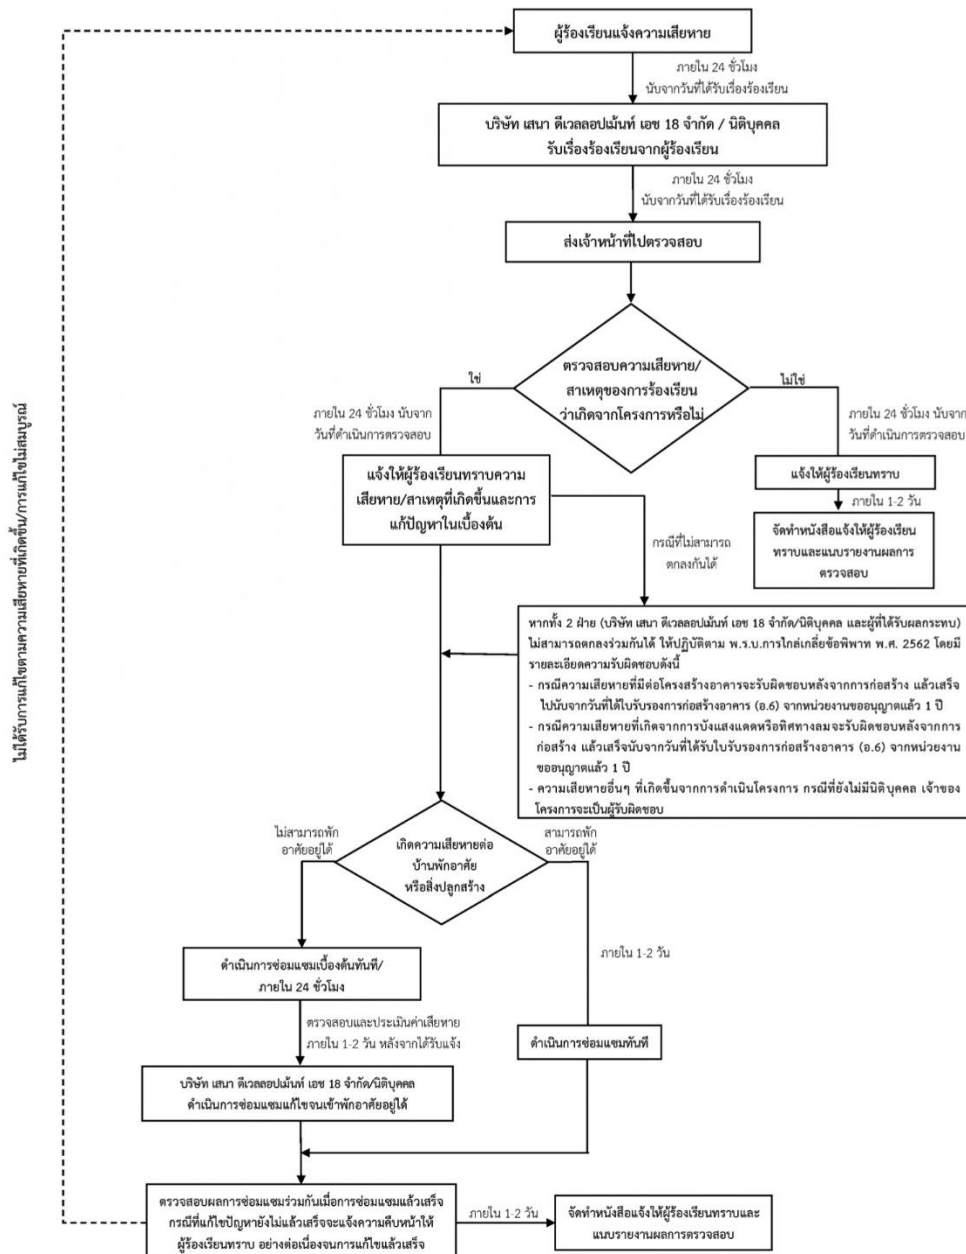 ผู้ร้องเรียนแจ้งความเสียหาย
ภายใน 24 ชั่วโมง
นับจากวันที่ได้รับเรื่องร้องเรียน
บริษัท เสนา ดีเวลลอปเม้นท์ เอช 18 จำกัด / นิติบุคคล
รับเรื่องร้องเรียนจากผู้ร้องเรียน
ภายใน 24 ชั่วโมง
นับจากวันที่ได้รับเรื่องร้องเรียน
ส่งเจ้าหน้าที่ไปตรวจสอบ
ตรวจสอบความเสียหาย/
สาเหตุของการร้องเรียน
ว่าเกิดจากโครงการหรือไม่
ใช่
ไม่ใช่
ภายใน 24 ชั่วโมง นับจาก
วันที่ดำเนินการตรวจสอบ
ภายใน 24 ชั่วโมง นับจาก
วันที่ดำเนินการตรวจสอบ
แจ้งให้ผู้ร้องเรียนทราบความ
เสียหาย/สาเหตุที่เกิดขึ้นและการ
แก้ปัญหาในเบื้องต้น
แจ้งให้ผู้ร้องเรียนทราบ
ภายใน 1-2 วัน
จัดทำหนังสือแจ้งให้ผู้ร้องเรียน
ทราบและแนบรายงานผลการ
ตรวจสอบ
กรณีที่ไม่สามารถ
ตกลงกันได้
หากทั้ง 2 ฝ่าย (บริษัท เสนา ดีเวลลอปเม้นท์ เอช 18 จำกัด/นิติบุคคล และผู้ที่ได้รับผลกระทบ)
ไม่สามารถตกลงร่วมกันได้ ให้ปฏิบัติตาม พ.ร.บ.การไกล่เกลี่ยข้อพิพาท พ.ศ. 2562 โดยมี
รายละเอียดความรับผิดชอบดังนี้
- กรณีความเสียหายที่มีต่อโครงสร้างอาคารจะรับผิดชอบหลังจากการก่อสร้าง แล้วเสร็จ
ไปนับจากวันที่ได้ใบรับรองการก่อสร้างอาคาร (อ.6) จากหน่วยงานขออนุญาตแล้ว 1 ปี
- กรณีความเสียหายที่เกิดจากการบังแสงแดดหรือทิศทางลมจะรับผิดชอบหลังจากการ
ก่อสร้าง แล้วเสร็จนับจากวันที่ได้รับใบรับรองการก่อสร้างอาคาร (อ.6) จากหน่วยงาน
ขออนุญาตแล้ว 1 ปี
- ความเสียหายอื่นๆ ที่เกิดขึ้นจากการดำเนินโครงการ กรณีที่ยังไม่มีนิติบุคคล เจ้าของ
โครงการจะเป็นผู้รับผิดชอบ
ไม่สามารถพัก
อาศัยอยู่ได้
สามารถพัก
อาศัยอยู่ได้
เกิดความเสียหายต่อ
บ้านพักอาศัย
หรือสิ่งปลูกสร้าง
ดำเนินการซ่อมแซมเบื้องต้นทันที/
ภายใน 24 ชั่วโมง
ภายใน 1-2 วัน
ตรวจสอบและประเมินค่าเสียหาย
ภายใน 1-2 วัน หลังจากได้รับแจ้ง
ดำเนินการซ่อมแซมทันที
บริษัท เสนา ดีเวลลอปเม้นท์ เอช 18 จำกัด/นิติบุคคล
ดำเนินการซ่อมแซมแก้ไขจนเข้าพักอาศัยอยู่ได้
ตรวจสอบผลการซ่อมแซมร่วมกันเมื่อการซ่อมแซมแล้วเสร็จ
กรณีที่แก้ไขปัญหายังไม่แล้วเสร็จจะแจ้งความคืบหน้าให้
ผู้ร้องเรียนทราบ อย่างต่อเนื่องจนการแก้ไขแล้วเสร็จ
ภายใน 1-2 วัน
จัดทำหนังสือแจ้งให้ผู้ร้องเรียนทราบและ
แนบรายงานผลการตรวจสอบ
ไม่ได้รับการแก้ไขตามความเสียหายที่เกิดขึ้น/การแก้ไขไม่สมบูรณ์